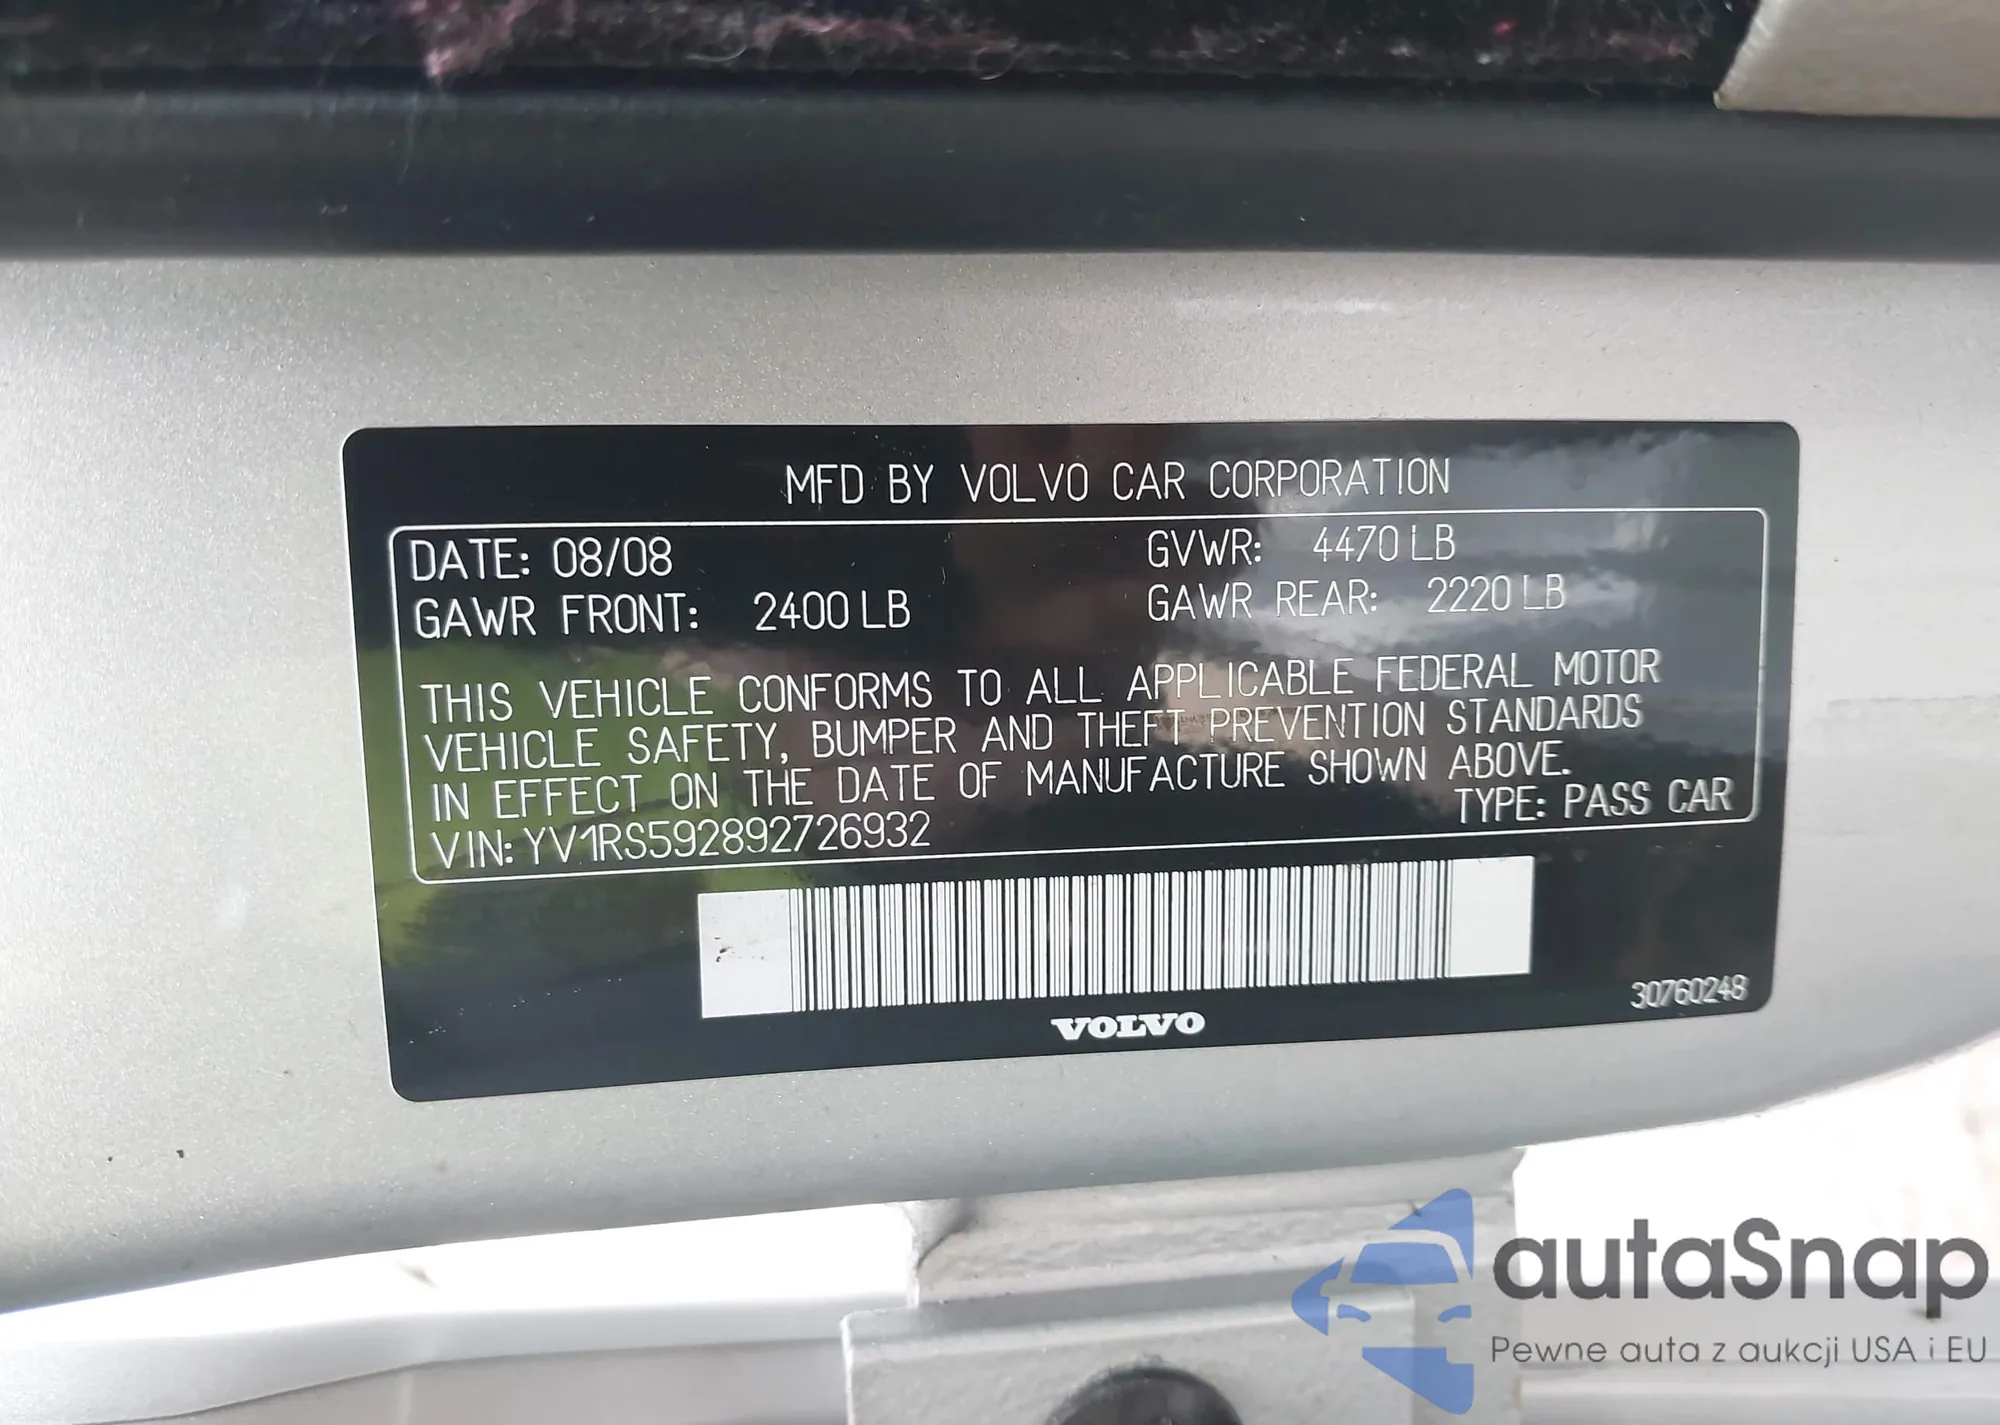 MFD BY VOLVO CAR CORPORATION
DATE: 08/08 GVWR: 4470 LB
GAWR FRONT: 2400 LB GAWR REAR: 2220 LB
THIS VEHICLE CONFORMS TO ALL APPLICABLE FEDERAL MOTOR
VEHICLE SAFETY, BUMPER AND THEFT PREVENTION STANDARDS
IN EFFECT ON THE DATE OF MANUFACTURE SHOWN ABOVE.
VIN: YV1RS592892726932 TYPE: PASS CAR
VOLVO
30760248
autaSnap
Pewne auta z aukcji USA i EU